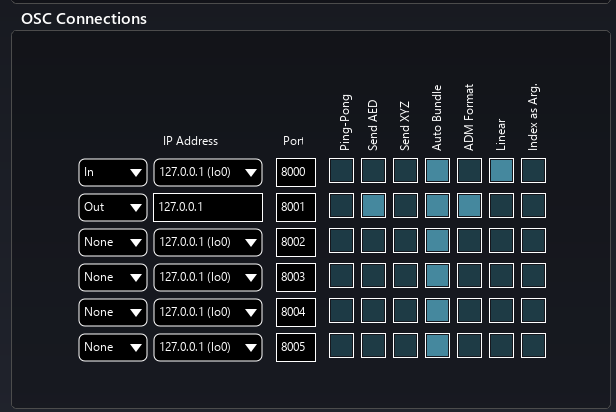 OSC Connections
IP Address
Port
Ping-Pong
Send AED
Send XYZ
Auto Bundle
ADM Format
Linear
Index as Arg.
In 127.0.0.1 (lo0) 8000
Out 127.0.0.1 8001
None 127.0.0.1 (lo0) 8002
None 127.0.0.1 (lo0) 8003
None 127.0.0.1 (lo0) 8004
None 127.0.0.1 (lo0) 8005